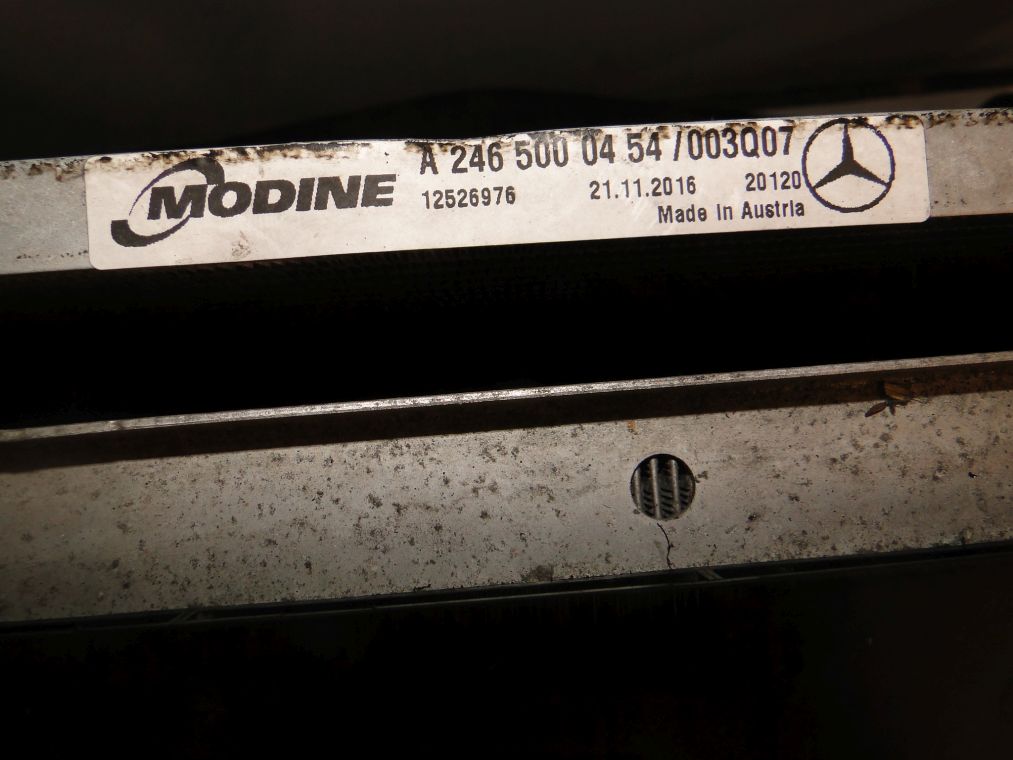 MODINE
A 246 500 04 54 /003Q07
12526976 21.11.2016 20120
Made in Austria